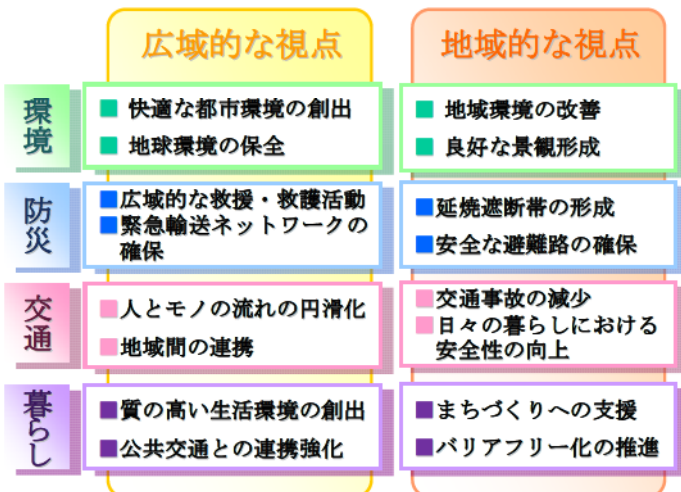 広域的な視点
地域的な視点
環境
快適な都市環境の創出
地球環境の保全
地域環境の改善
良好な景観形成
防災
広域的な救援・救護活動
緊急輸送ネットワークの
確保
延焼遮断帯の形成
安全な避難路の確保
交通
人とモノの流れの円滑化
地域間の連携
交通事故の減少
日々の暮らしにおける
安全性の向上
暮らし
質の高い生活環境の創出
公共交通との連携強化
まちづくりへの支援
バリアフリー化の推進